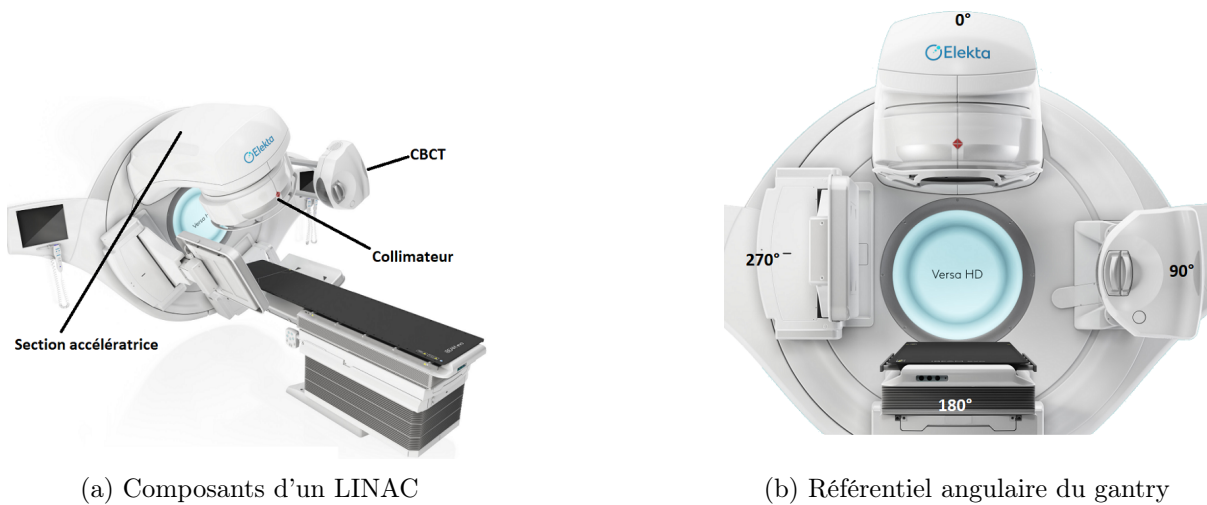 Elekta
CBCT
Versa H
Collimateur
Section accélératrice
0°
Elekta
270°
90°
Versa HD
180°
(a) Composants d'un LINAC
(b) Référentiel angulaire du gantry